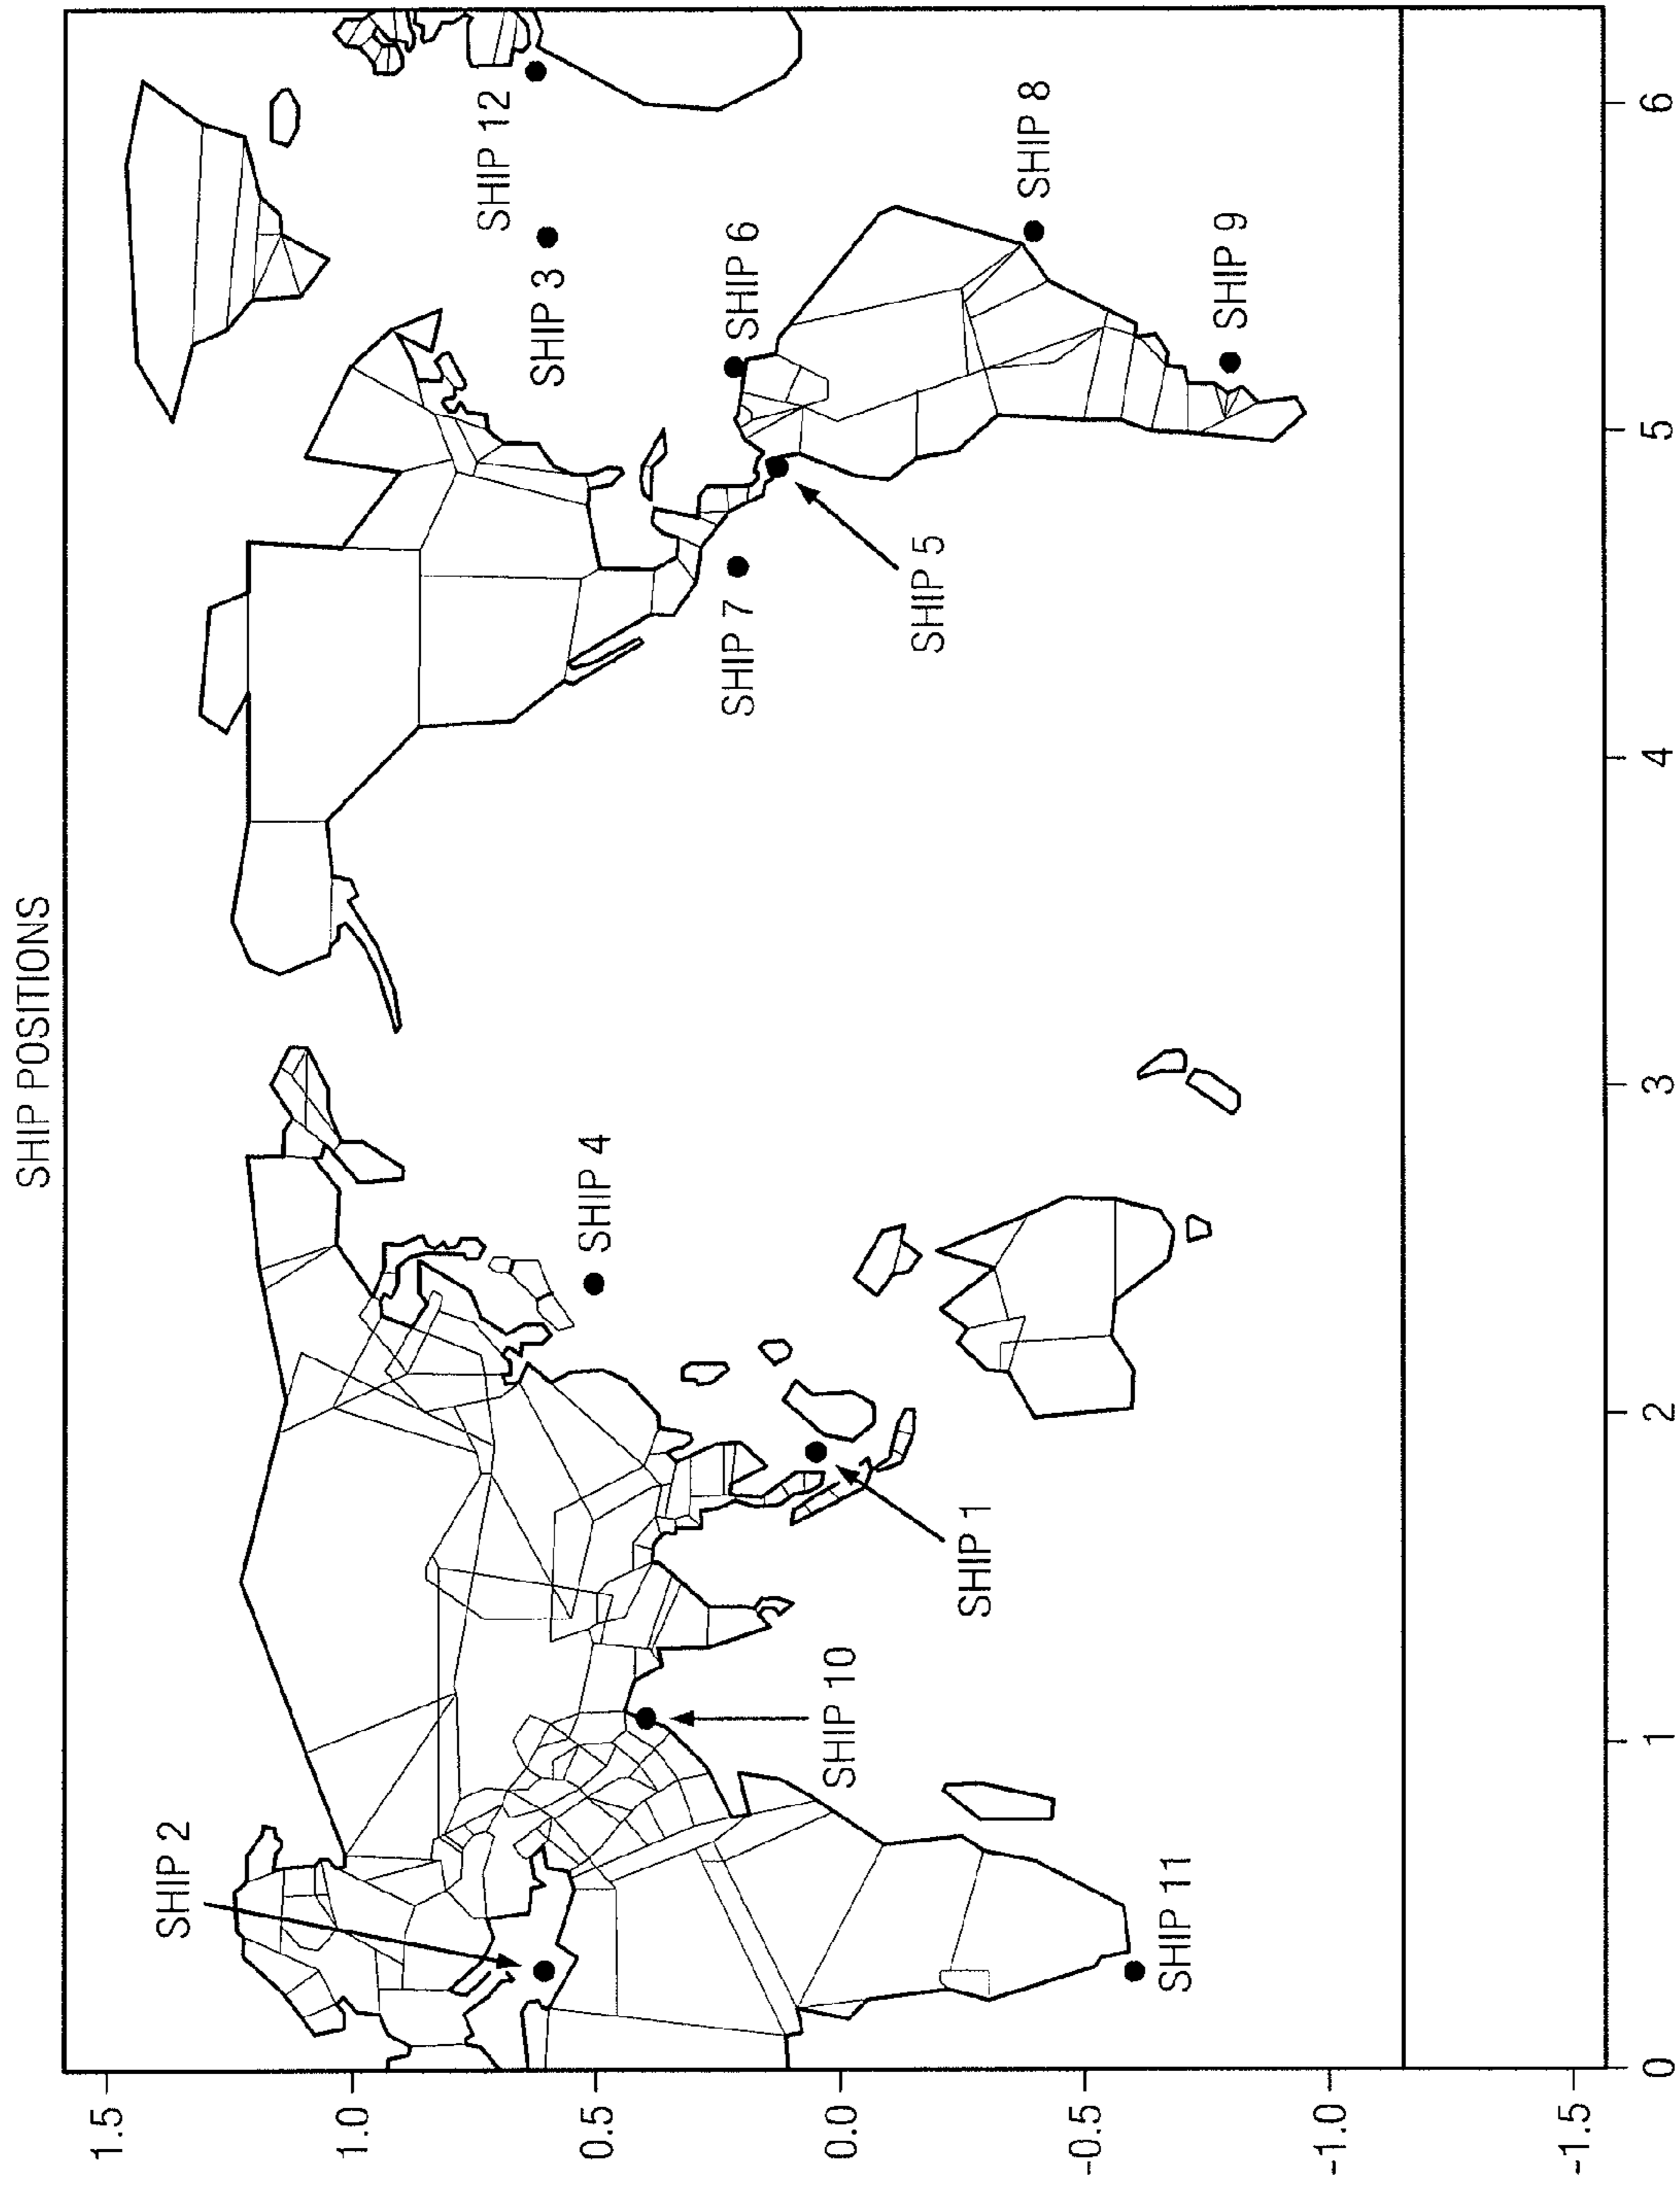 SHIP POSITIONS
1.5
1.0
0.5
0.0
-0.5
-1.0
-1.5
0
1
2
3
4
5
6
SHIP 2
SHIP 10
SHIP 1
SHIP 11
SHIP 4
SHIP 7
SHIP 5
SHIP 3
SHIP 12
SHIP 6
SHIP 8
SHIP 9